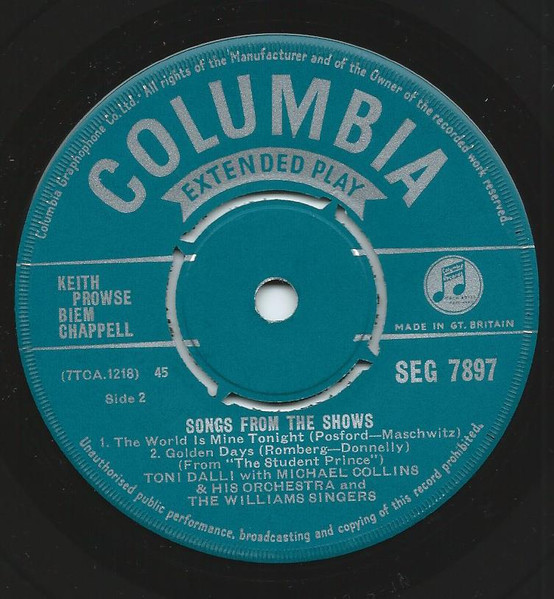 Columbia Graphophone Co. Ltd. All rights of the Manufacturer and of the Owner of the recorded work reserved.
COLUMBIA
EXTENDED PLAY
KEITH
PROWSE
BIEM
CHAPPELL
MADE IN GT. BRITAIN
(7TCA.1218) 45
SEG 7897
Side 2
SONGS FROM THE SHOWS
1. The World Is Mine Tonight (Posford—Maschwitz)
2. Golden Days (Romberg—Donnelly)
(From "The Student Prince")
TONI DALLI with MICHAEL COLLINS
& HIS ORCHESTRA and
THE WILLIAMS SINGERS
Unauthorised public performance, broadcasting and copying of this record prohibited.